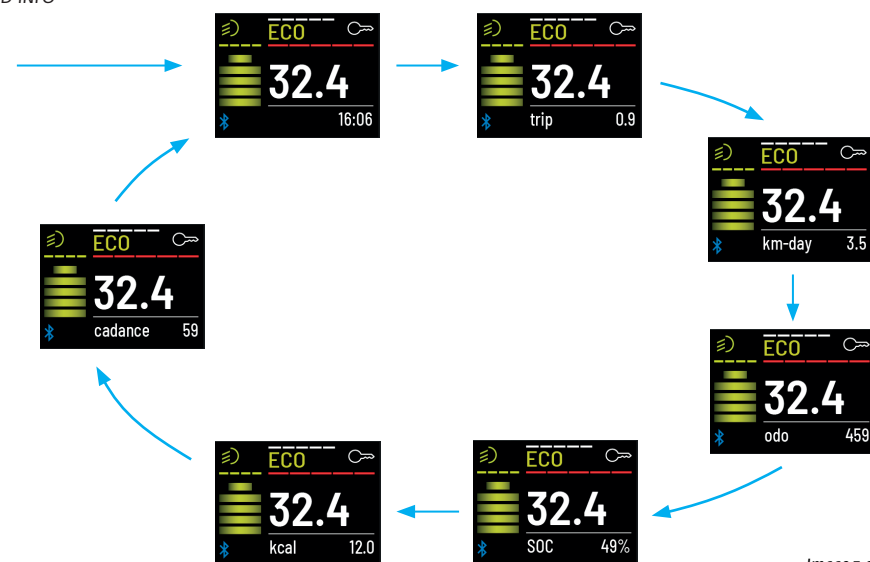 D INFO
ECO
32.4
16:06
ECO
32.4
trip 0.9
ECO
32.4
km-day 3.5
ECO
32.4
odo 459
ECO
32.4
SOC 49%
ECO
32.4
kcal 12.0
ECO
32.4
cadance 59